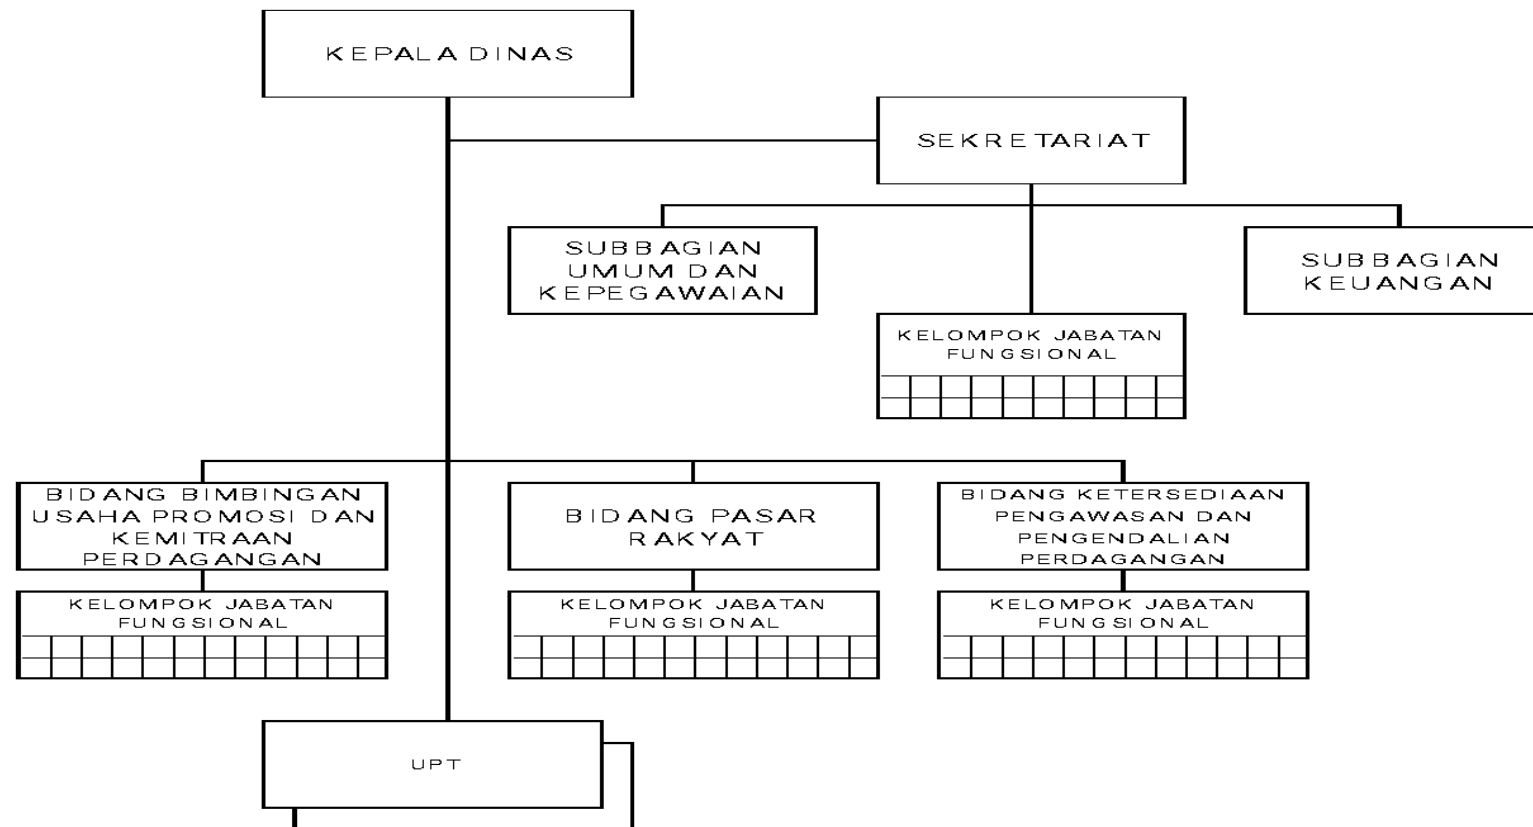 KEPALA DINAS
SEKRETARIAT
SUBBAGIAN
UMUM DAN
KEPEGAWAIAN
SUBBAGIAN
KEUANGAN
KELOMPOK JABATAN
FUNGSIONAL
BIDANG BIMBINGAN
USAHA PROMOSI DAN
KEMITRAAN
PERDAGANGAN
BIDANG PASAR
RAKYAT
BIDANG KETERSEDIAAN
PENGAWASAN DAN
PENGENDALIAN
PERDAGANGAN
KELOMPOK JABATAN
FUNGSIONAL
KELOMPOK JABATAN
FUNGSIONAL
KELOMPOK JABATAN
FUNGSIONAL
UPT